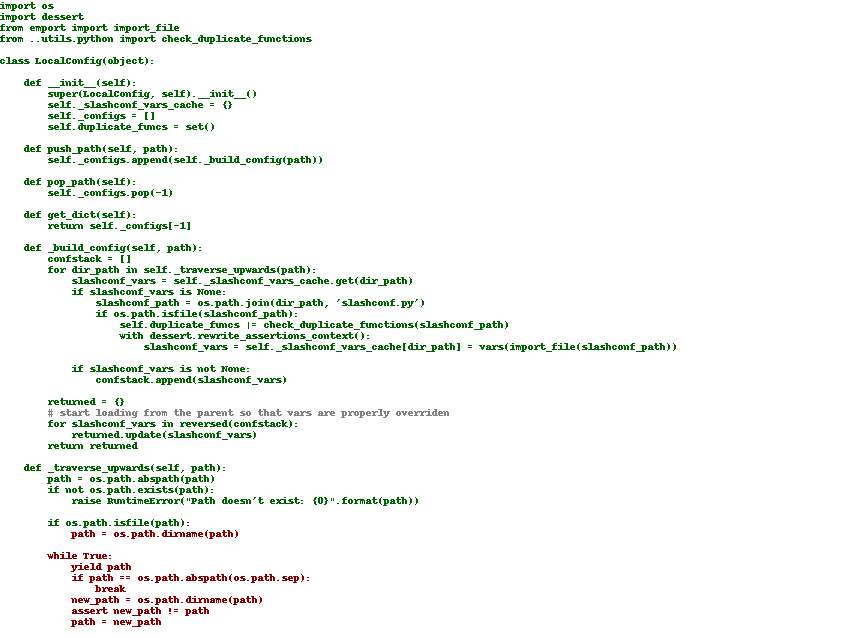 import os
import dessert
from emport import import_file
from ..utils.python import check_duplicate_functions

class LocalConfig(object):

    def __init__(self):
        super(LocalConfig, self).__init__()
        self._slashconf_vars_cache = {}
        self._configs = []
        self.duplicate_funcs = set()

    def push_path(self, path):
        self._configs.append(self._build_config(path))

    def pop_path(self):
        self._configs.pop(-1)

    def get_dict(self):
        return self._configs[-1]

    def _build_config(self, path):
        confstack = []
        for dir_path in self._traverse_upwards(path):
            slashconf_vars = self._slashconf_vars_cache.get(dir_path)
            if slashconf_vars is None:
                slashconf_path = os.path.join(dir_path, 'slashconf.py')
                if os.path.isfile(slashconf_path):
                    self.duplicate_funcs |= check_duplicate_functions(slashconf_path)
                    with dessert.rewrite_assertions_context():
                        slashconf_vars = self._slashconf_vars_cache[dir_path] = vars(import_file(slashconf_path))

            if slashconf_vars is not None:
                confstack.append(slashconf_vars)

        returned = {}
        # start loading from the parent so that vars are properly overriden
        for slashconf_vars in reversed(confstack):
            returned.update(slashconf_vars)
        return returned

    def _traverse_upwards(self, path):
        path = os.path.abspath(path)
        if not os.path.exists(path):
            raise RuntimeError("Path doesn't exist: {0}".format(path))

        if os.path.isfile(path):
            path = os.path.dirname(path)

        while True:
            yield path
            if path == os.path.abspath(os.path.sep):
                break
            new_path = os.path.dirname(path)
            assert new_path != path
            path = new_path